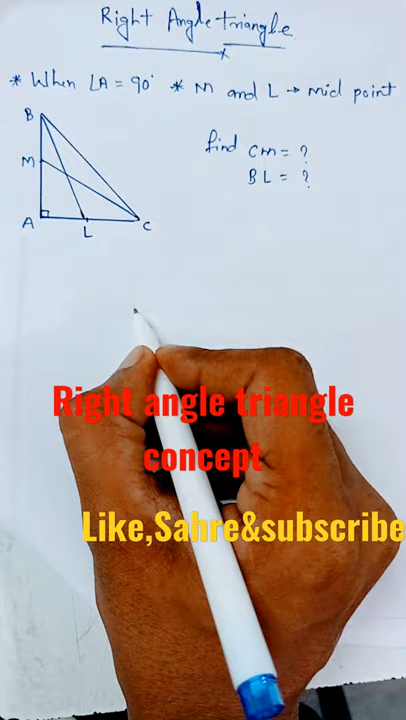 Right Angle triangle
* When ∠A = 90° * M and L → mid point
find CM = ?
BL = ?
B
M
A
L
C
Right angle triangle
concept
Like,Sahre&subscribe